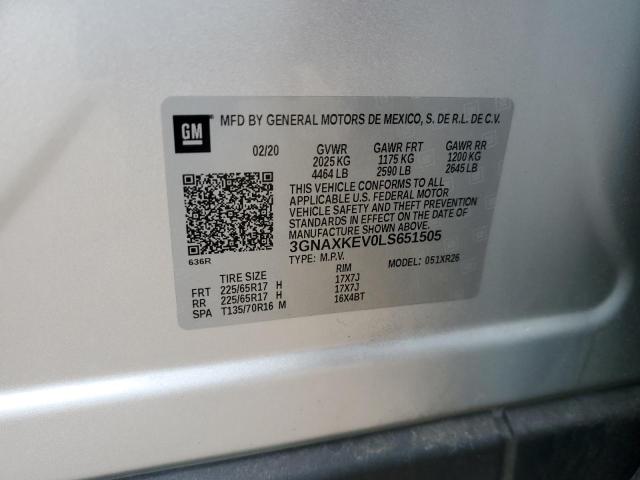 GM MFD BY GENERAL MOTORS DE MEXICO, S. DE R.L. DE C.V.
02/20 GVWR GAWR FRT GAWR RR
2025 KG 1175 KG 1200 KG
4464 LB 2590 LB 2645 LB
THIS VEHICLE CONFORMS TO ALL
APPLICABLE U.S. FEDERAL MOTOR
VEHICLE SAFETY AND THEFT PREVENTION
STANDARDS IN EFFECT ON THE DATE OF
MANUFACTURE SHOWN ABOVE.
3GNAXKEV0LS651505
636R TYPE: M.P.V. MODEL: 051XR26
TIRE SIZE RIM
FRT 225/65R17 H 17X7J
RR 225/65R17 H 17X7J
SPA T135/70R16 M 16X4BT